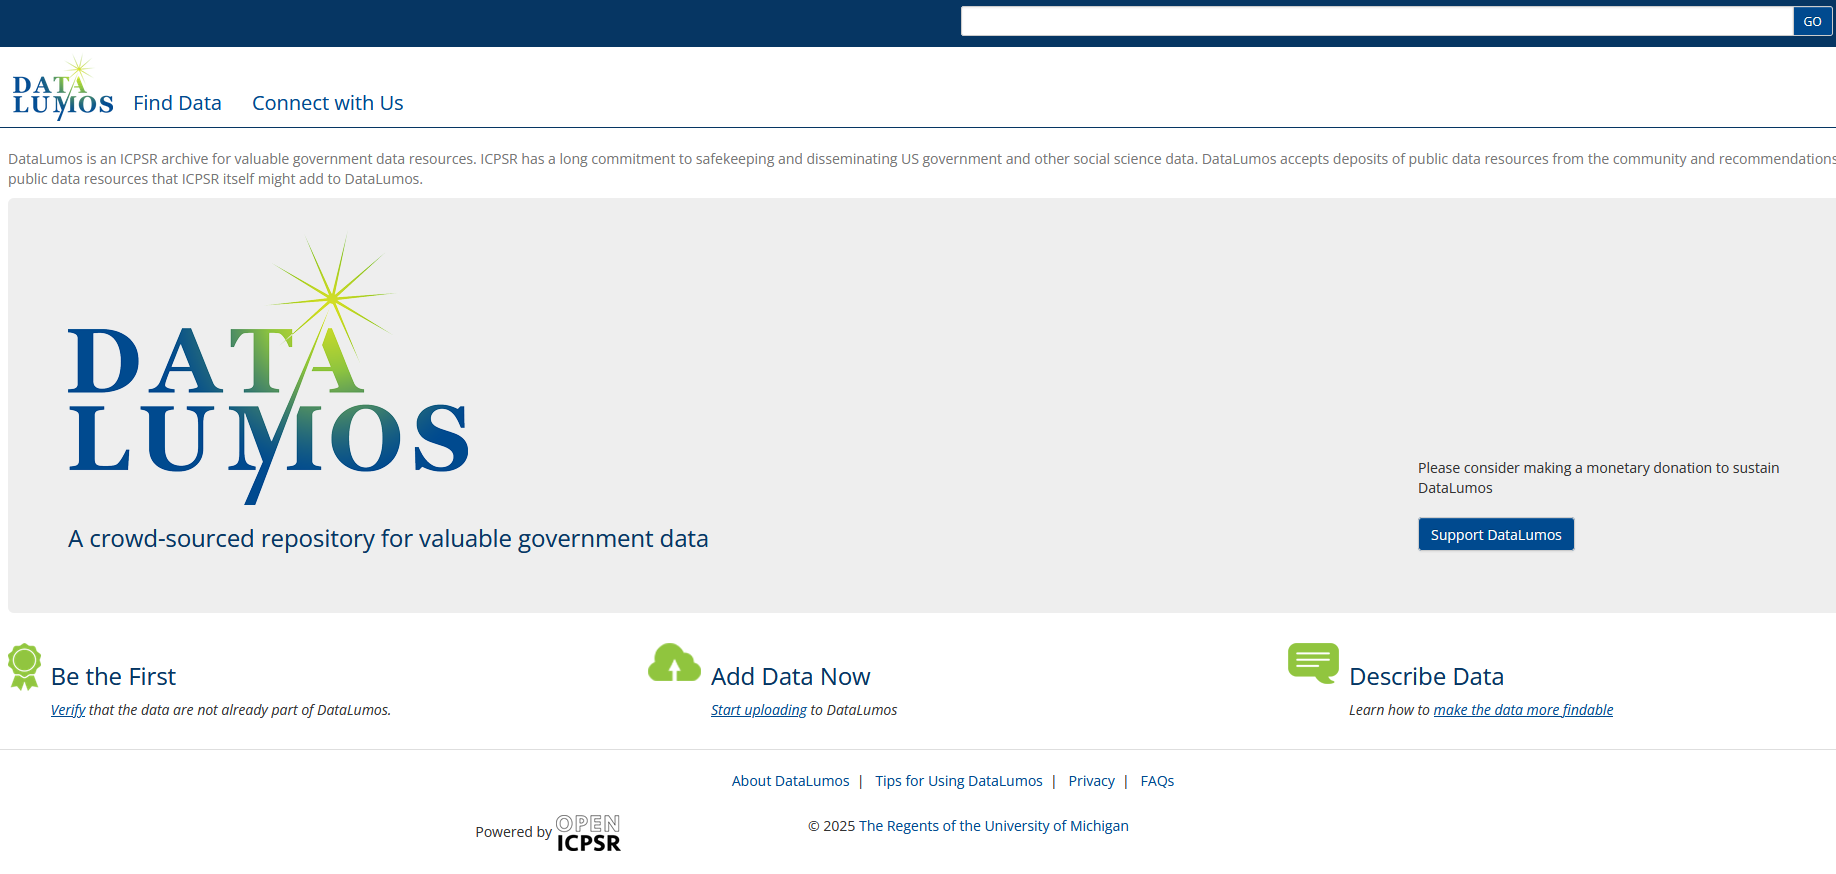 GO
DATA
LUMOS
Find Data
Connect with Us
DataLumos is an ICPSR archive for valuable government data resources. ICPSR has a long commitment to safekeeping and disseminating US government and other social science data. DataLumos accepts deposits of public data resources from the community and recommendations
public data resources that ICPSR itself might add to DataLumos.
DATA
LUMOS
A crowd-sourced repository for valuable government data
Please consider making a monetary donation to sustain
DataLumos
Support DataLumos
Be the First
Verify that the data are not already part of DataLumos.
Add Data Now
Start uploading to DataLumos
Describe Data
Learn how to make the data more findable
About DataLumos | Tips for Using DataLumos | Privacy | FAQs
Powered by OPEN
ICPSR
© 2025 The Regents of the University of Michigan